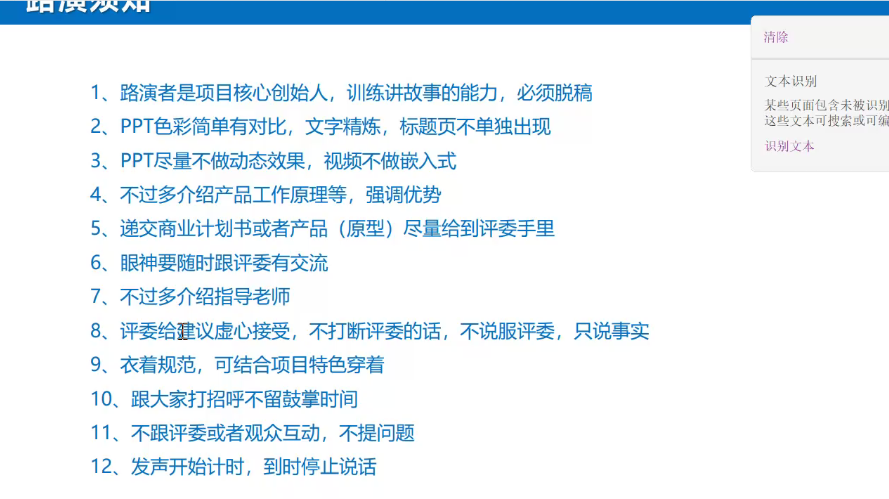 路演须知
清除
文本识别
某些页面包含未被识别
这些文本可搜索或可编
识别文本
1、路演者是项目核心创始人，训练讲故事的能力，必须脱稿
2、PPT色彩简单有对比，文字精炼，标题页不单独出现
3、PPT尽量不做动态效果，视频不做嵌入式
4、不过多介绍产品工作原理等，强调优势
5、递交商业计划书或者产品（原型）尽量给到评委手里
6、眼神要随时跟评委有交流
7、不过多介绍指导老师
8、评委给建议虚心接受，不打断评委的话，不说服评委，只说事实
9、衣着规范，可结合项目特色穿着
10、跟大家打招呼不留鼓掌时间
11、不跟评委或者观众互动，不提问题
12、发声开始计时，到时停止说话